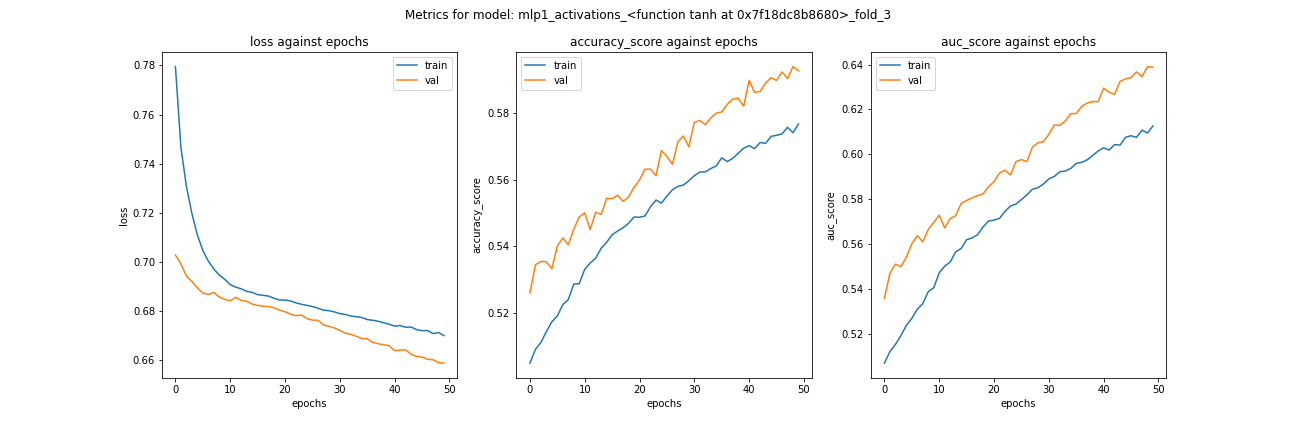 Metrics for model: mlp1_activations_<function tanh at 0x7f18dc8b8680>_fold_3
loss against epochs
train
val
loss
0.78
0.76
0.74
0.72
0.70
0.68
0.66
0
10
20
30
40
50
epochs
accuracy_score against epochs
train
val
accuracy_score
0.58
0.56
0.54
0.52
0
10
20
30
40
50
epochs
auc_score against epochs
train
val
auc_score
0.64
0.62
0.60
0.58
0.56
0.54
0.52
0
10
20
30
40
50
epochs